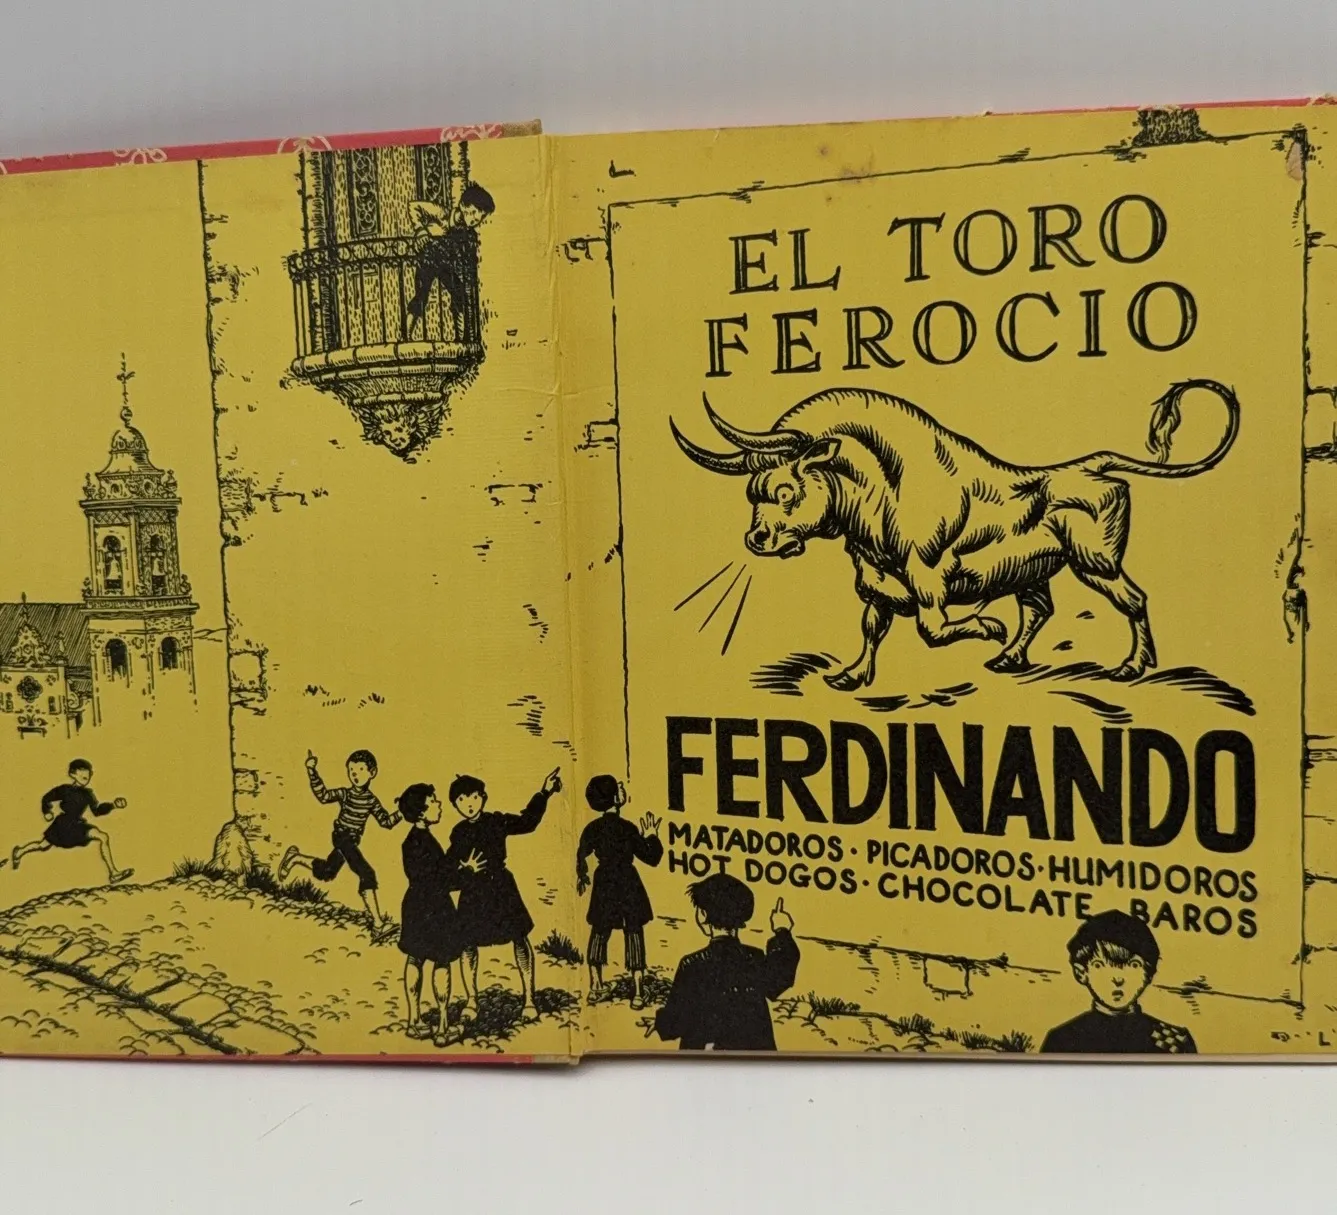 EL TORO
FEROCIO
FERDINANDO
MATADOROS · PICADOROS · HUMIDOROS
HOT DOGOS · CHOCOLATE BAROS